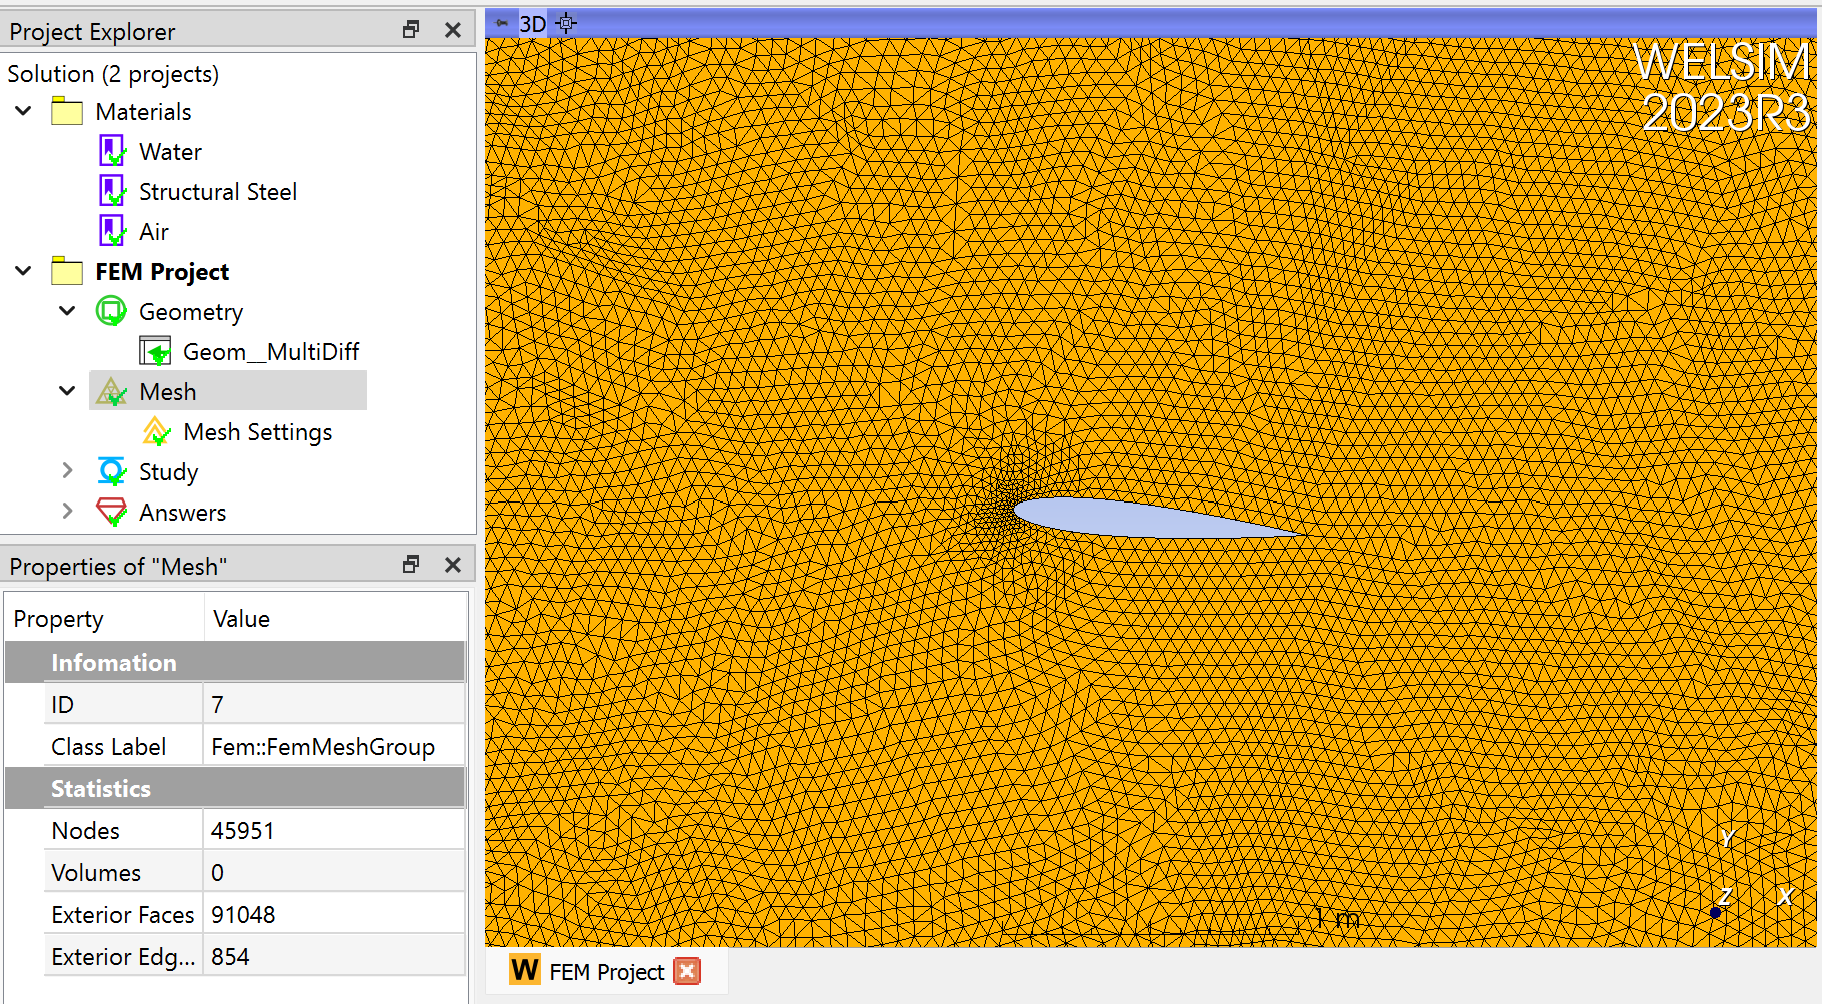 Project Explorer
Solution (2 projects)
Materials
Water
Structural Steel
Air
FEM Project
Geometry
Geom__MultiDiff
Mesh
Mesh Settings
Study
Answers
Properties of "Mesh"
Property Value
Infomation
ID 7
Class Label Fem::FemMeshGroup
Statistics
Nodes 45951
Volumes 0
Exterior Faces 91048
Exterior Edg... 854
3D
WELSIM
2023R3
Y
Z X
1 m
W FEM Project